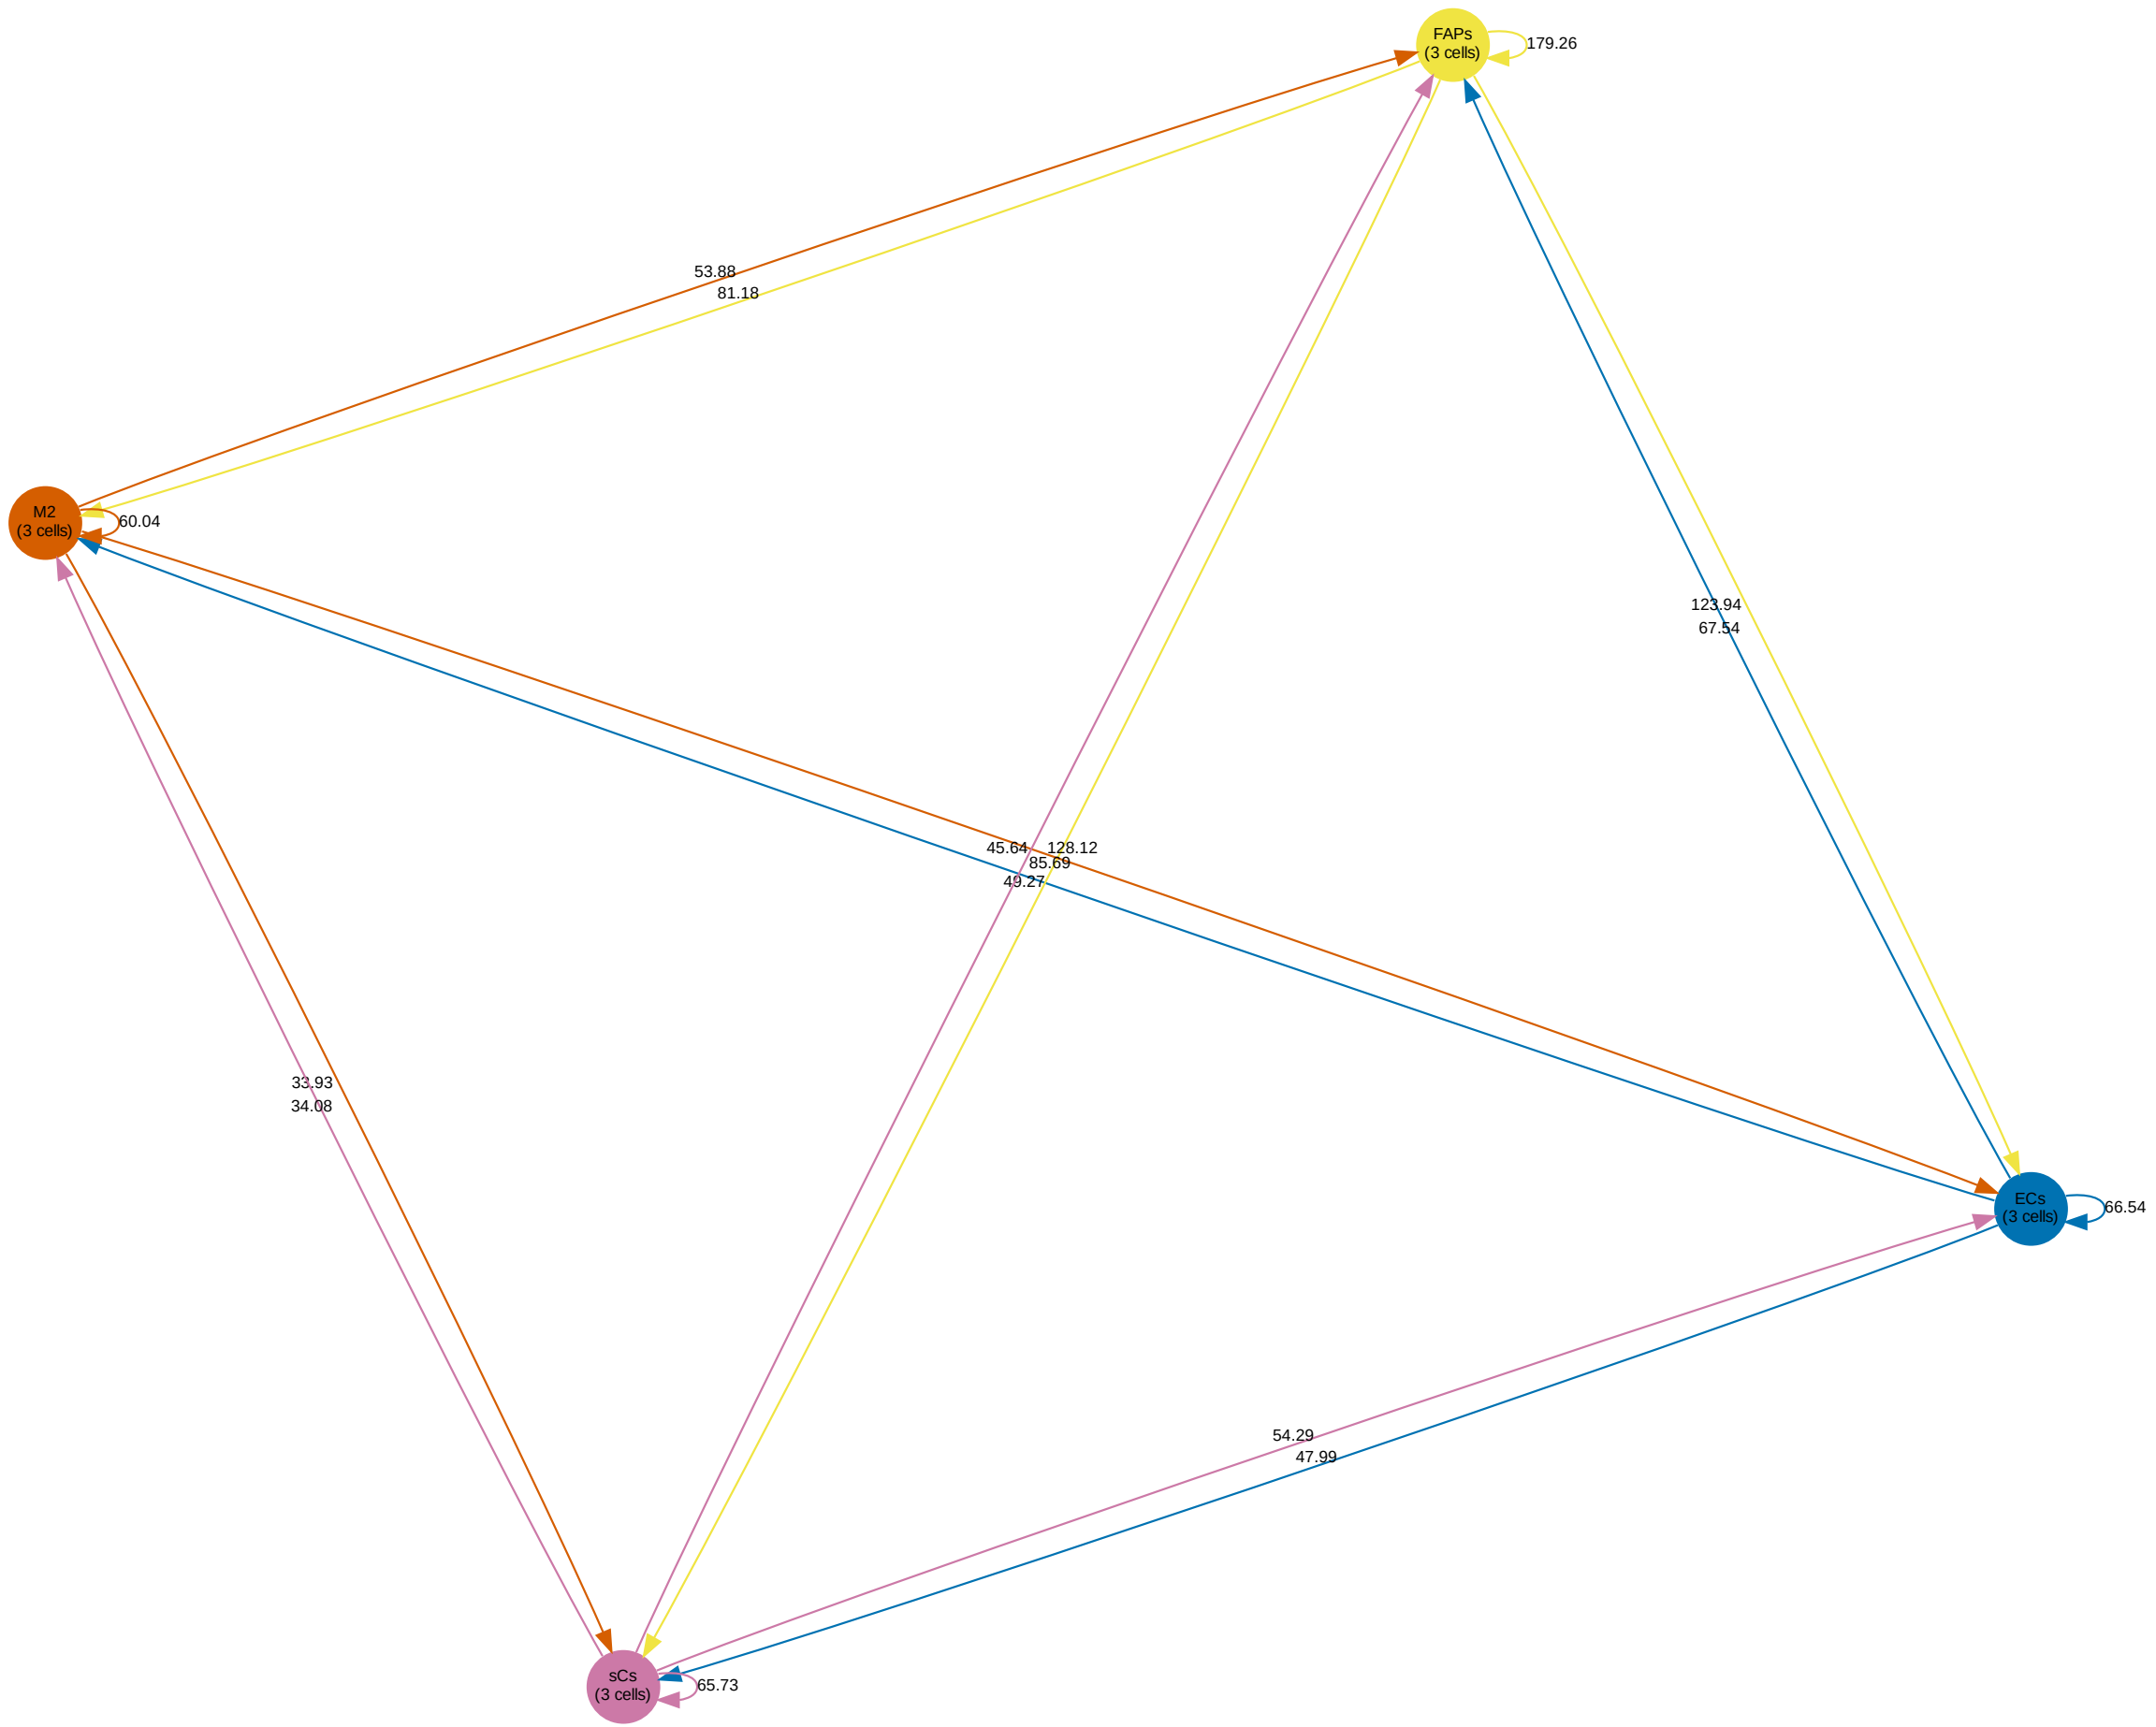 FAPs
(3 cells)
179.26
53.88
81.18
M2
(3 cells)
60.04
123.94
67.54
45.64
128.12
85.69
49.27
33.93
34.08
ECs
(3 cells)
66.54
54.29
47.99
sCs
(3 cells)
65.73